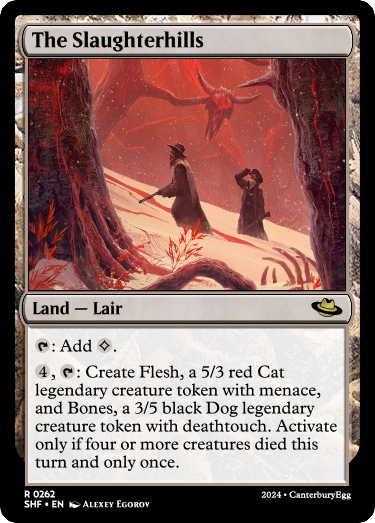 The Slaughterhills
Land — Lair
: Add .
4, : Create Flesh, a 5/3 red Cat
legendary creature token with menace,
and Bones, a 3/5 black Dog legendary
creature token with deathtouch. Activate
only if four or more creatures died this
turn and only once.
R 0262
SHF • EN Alexey Egorov
2024 • CanterburyEgg